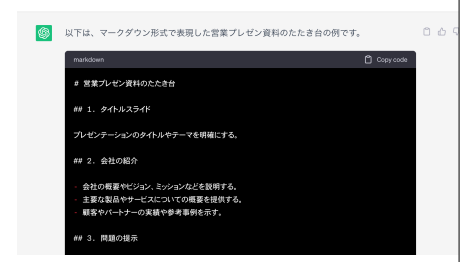 以下は、マークダウン形式で表現した営業プレゼン資料のたたき台の例です。
markdown
Copy code
# 営業プレゼン資料のたたき台
## 1. タイトルスライド
プレゼンテーションのタイトルやテーマを明確にする。
## 2. 会社の紹介
- 会社の概要やビジョン、ミッションなどを説明する。
- 主要な製品やサービスについての概要を提供する。
- 顧客やパートナーの実績や参考事例を示す。
## 3. 問題の提示